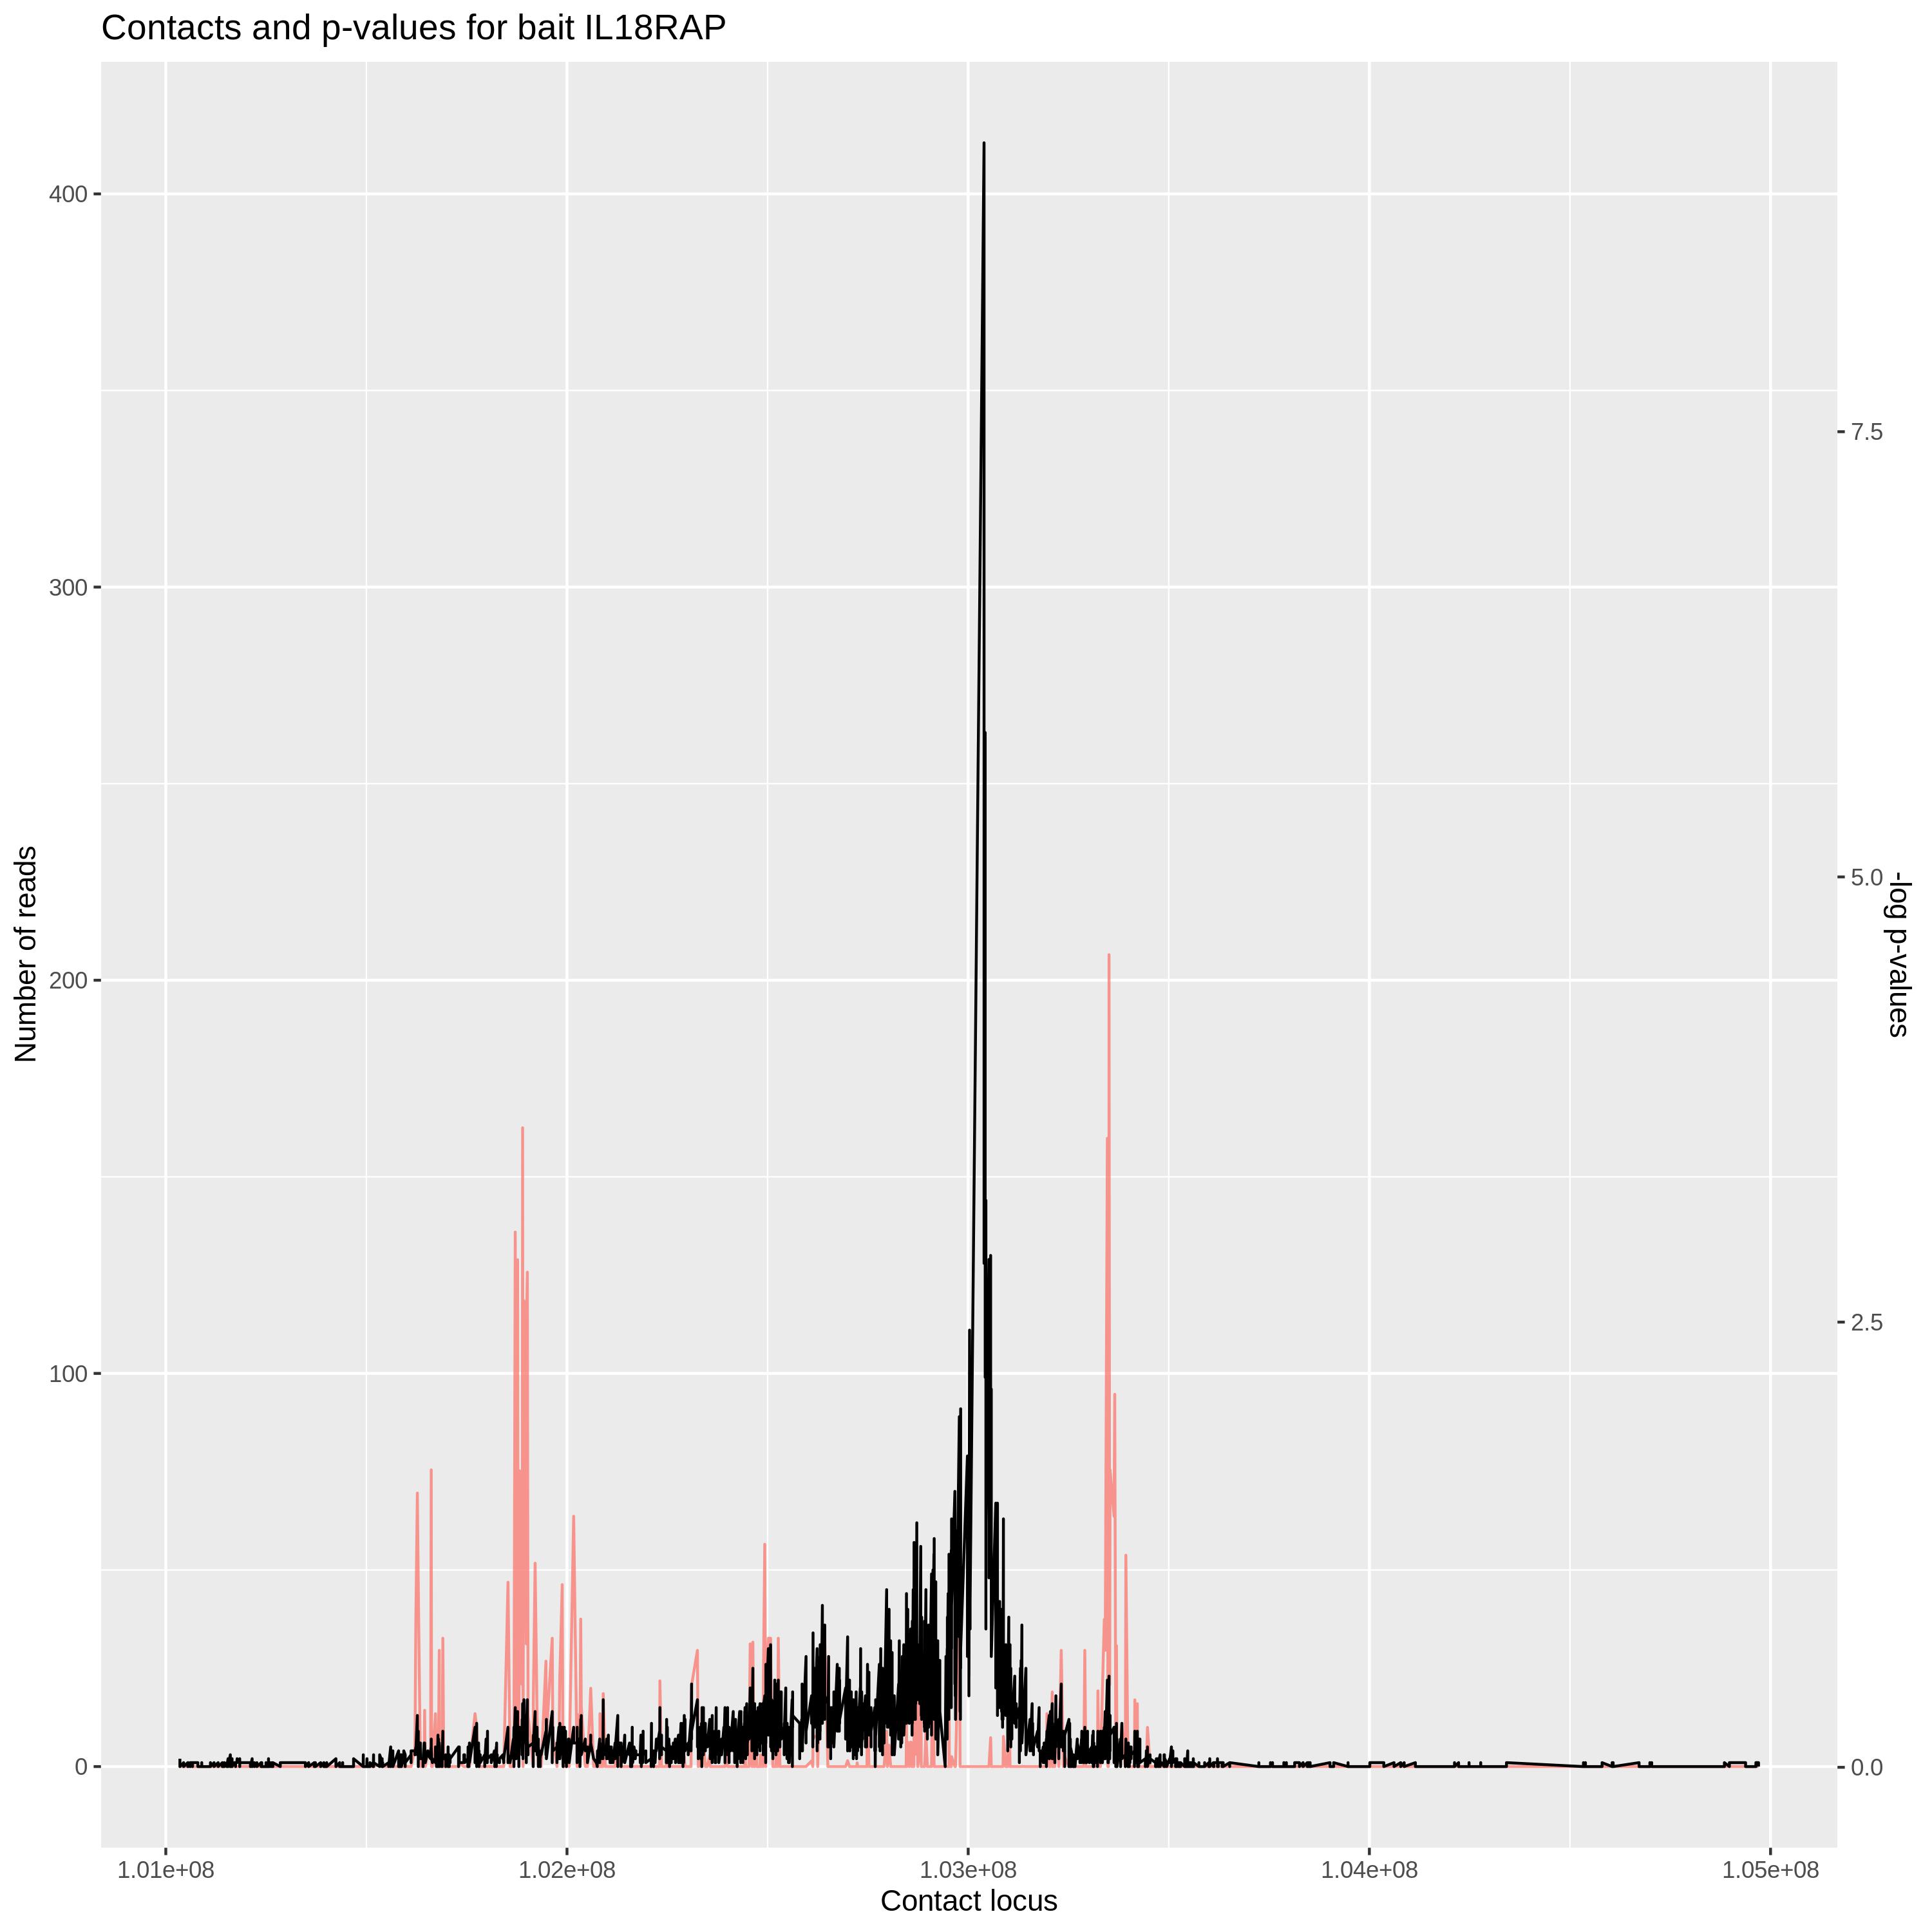 Contacts and p-values for bait IL18RAP
Number of reads
400
300
200
100
0
7.5
5.0
2.5
0.0
-log p-values
1.01e+08
1.02e+08
1.03e+08
1.04e+08
1.05e+08
Contact locus